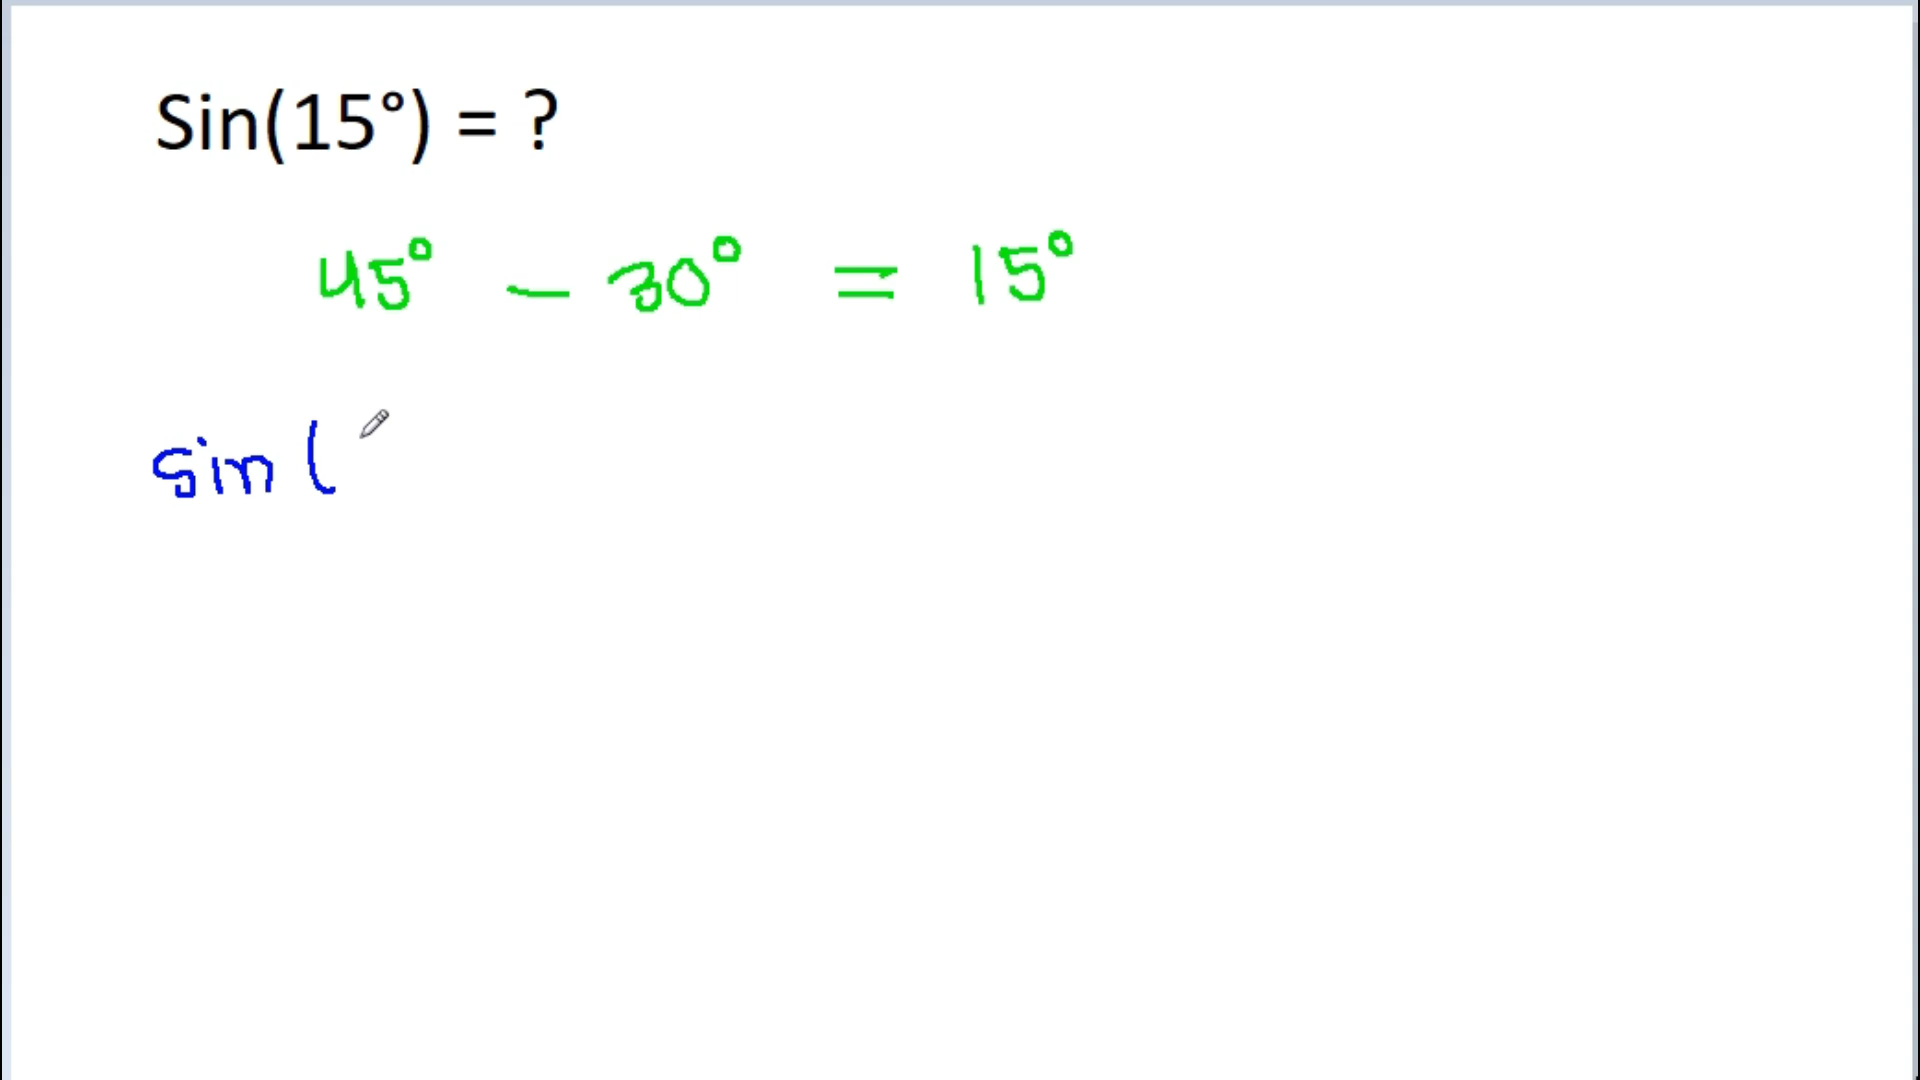 Sin(15°) = ?
45° - 30° = 15°
sin (